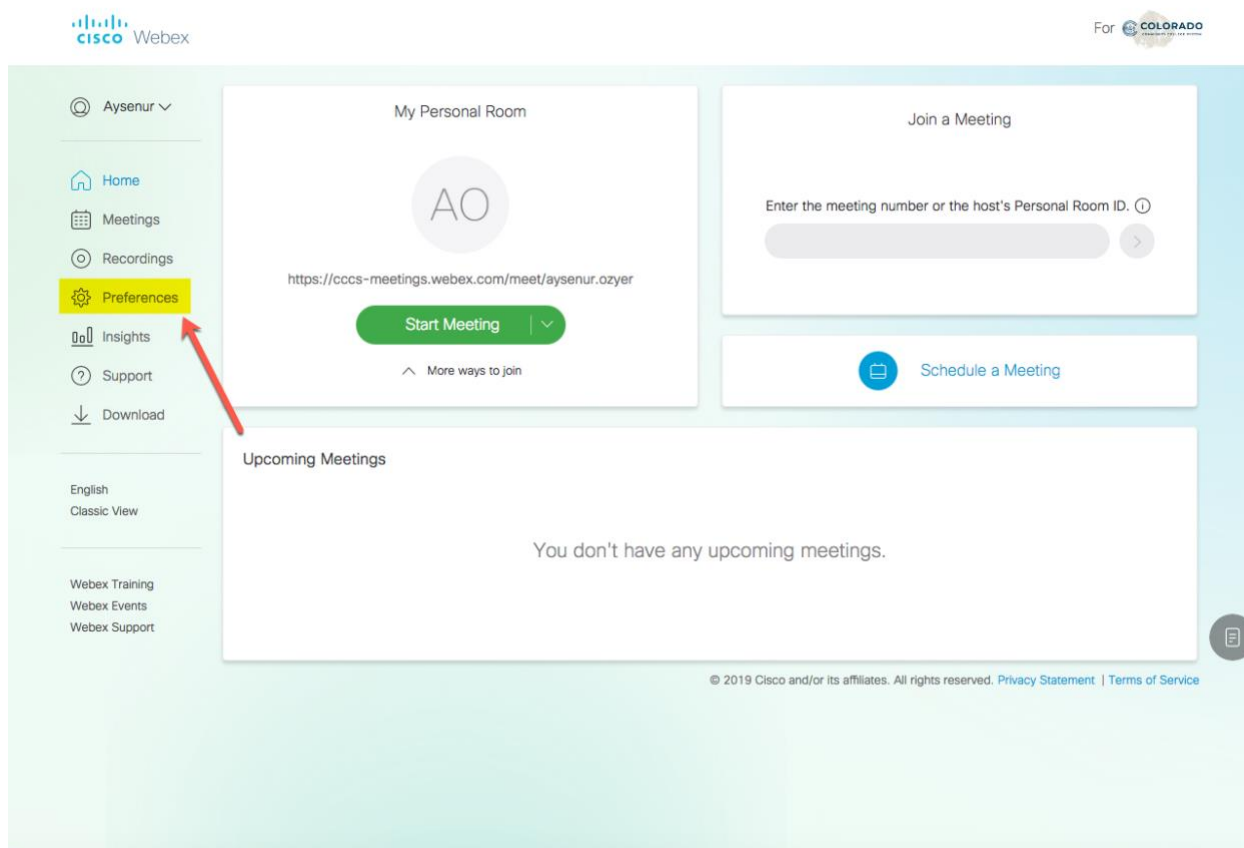 CISCO Webex
For COLORADO
Aysenur
Home
Meetings
Recordings
Preferences
Insights
Support
Download
English
Classic View
Webex Training
Webex Events
Webex Support
My Personal Room
AO
https://cccs-meetings.webex.com/meet/aysenur.ozyer
Start Meeting
More ways to join
Join a Meeting
Enter the meeting number or the host's Personal Room ID.
Schedule a Meeting
Upcoming Meetings
You don't have any upcoming meetings.
© 2019 Cisco and/or its affiliates. All rights reserved. Privacy Statement | Terms of Service